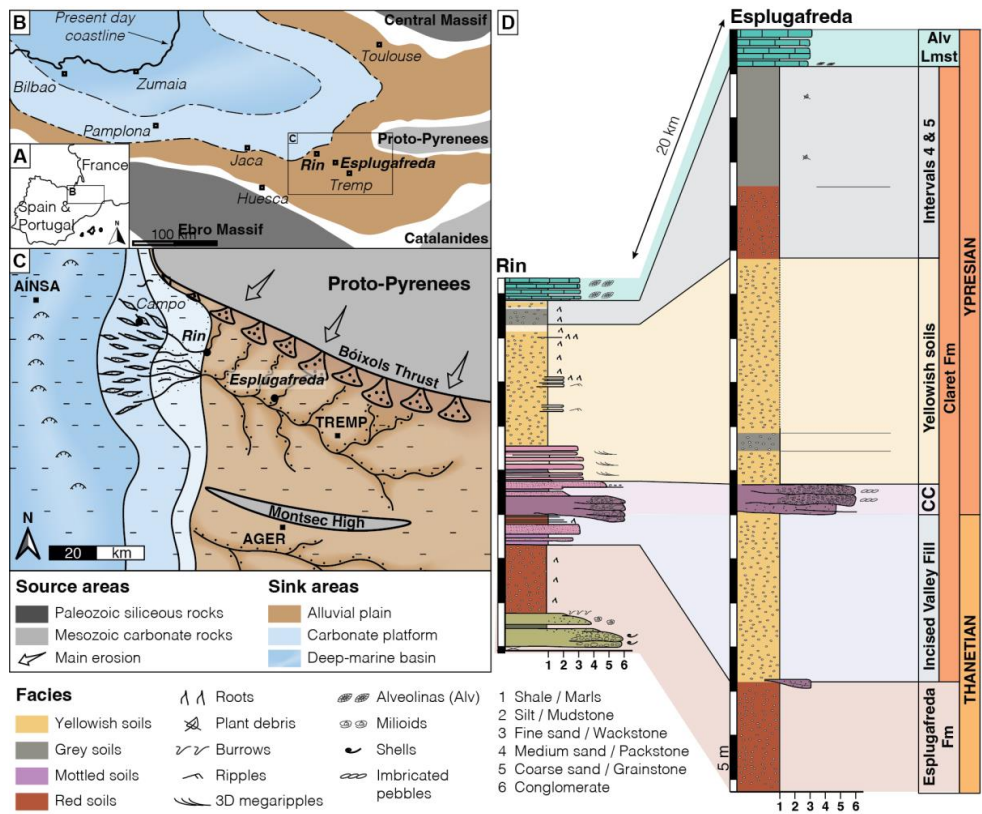 B
Present day
coastline
Central Massif
Toulouse
Bilbao
Zumaia
Pamplona
C
Proto-Pyrenees
Jaca
Rin
Esplugafreda
Tremp
Huesca
Ebro Massif
100 km
Catalanides
A
France
B
Spain &
Portugal
N
C
AÍNSA
Campo
Proto-Pyrenees
Rin
Bóixols Thrust
Esplugafreda
TREMP
Montsec High
AGER
N
20 km
Source areas
Paleozoic siliceous rocks
Mesozoic carbonate rocks
Main erosion
Sink areas
Alluvial plain
Carbonate platform
Deep-marine basin
Facies
Yellowish soils
Grey soils
Mottled soils
Red soils
Roots
Plant debris
Burrows
Ripples
3D megaripples
Alveolinas (Alv)
Milioids
Shells
Imbricated
pebbles
D
Esplugafreda
20 km
Rin
1 2 3 4 5 6
1 Shale / Marls
2 Silt / Mudstone
3 Fine sand / Wackstone
4 Medium sand / Packstone
5 Coarse sand / Grainstone
6 Conglomerate
5 m
1 2 3 4 5 6
Alv
Lmst
Intervals 4 & 5
Yellowish soils
CC
Incised Valley Fill
Esplugafreda
Fm
Claret Fm
YPRESIAN
THANETIAN